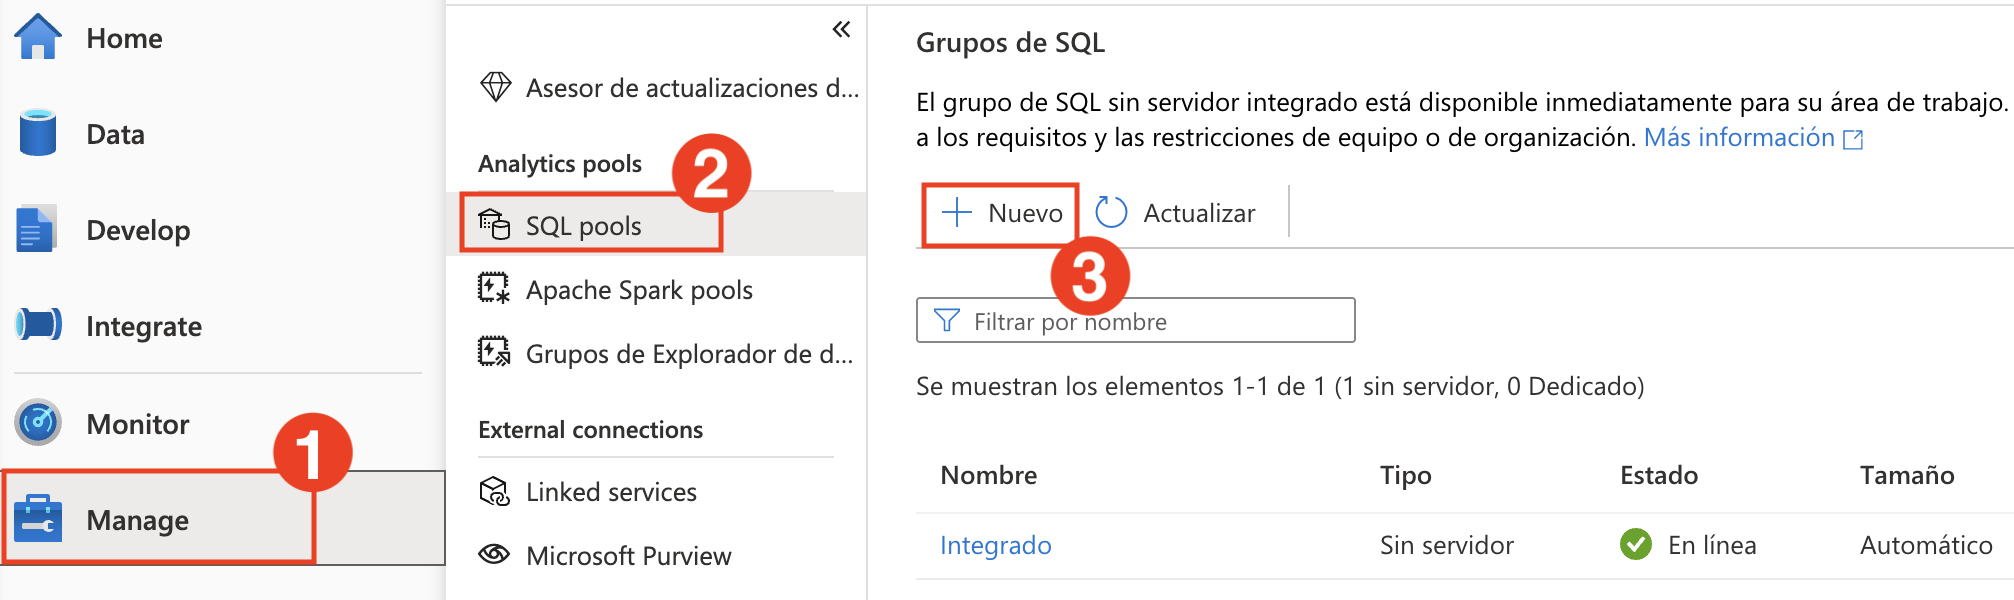 Home
Data
Develop
Integrate
Monitor
1
Manage
«
Asesor de actualizaciones d...
Analytics pools
2
SQL pools
Apache Spark pools
Grupos de Explorador de d...
External connections
Linked services
Microsoft Purview
Grupos de SQL
El grupo de SQL sin servidor integrado está disponible inmediatamente para su área de trabajo.
a los requisitos y las restricciones de equipo o de organización. Más información
Nuevo Actualizar
3
Filtrar por nombre
Se muestran los elementos 1-1 de 1 (1 sin servidor, 0 Dedicado)
Nombre Tipo Estado Tamaño
Integrado Sin servidor En línea Automático